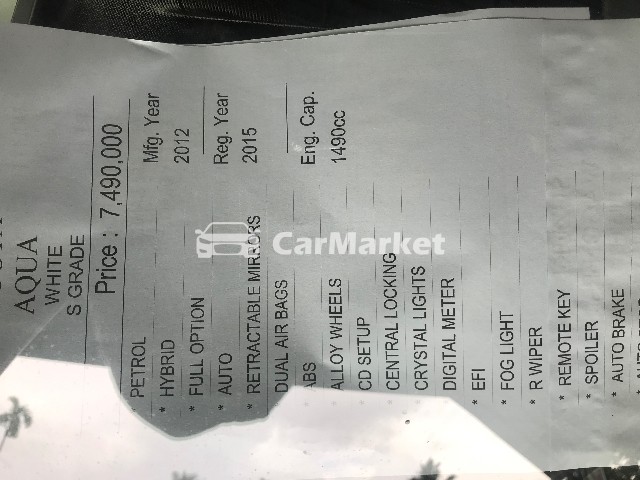 AQUA
WHITE
S GRADE
Price : 7,490,000
* PETROL
* HYBRID
* FULL OPTION
* AUTO
* RETRACTABLE MIRRORS
DUAL AIR BAGS
ABS
ALLOY WHEELS
CD SETUP
CENTRAL LOCKING
CRYSTAL LIGHTS
DIGITAL METER
* EFI
* FOG LIGHT
* R WIPER
* REMOTE KEY
* SPOILER
* AUTO BRAKE
Mfg. Year
2012
Reg. Year
2015
Eng. Cap.
1490cc
CarMarket